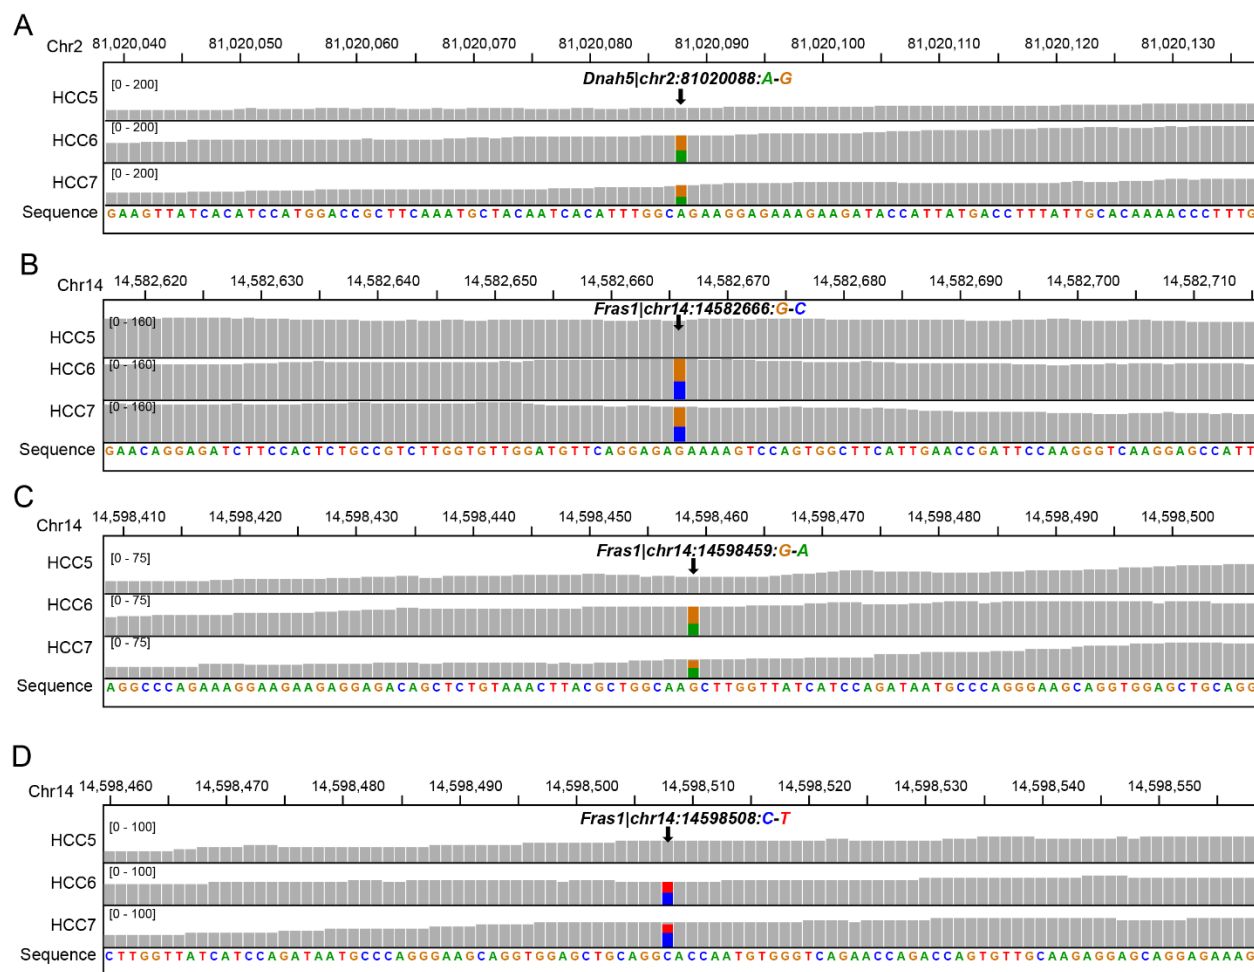 A
Chr2 81,020,040 81,020,050 81,020,060 81,020,070 81,020,080 81,020,090 81,020,100 81,020,110 81,020,120 81,020,130
Dnah5|chr2:81020088:A-G
HCC5 [0 - 200]
HCC6 [0 - 200]
HCC7 [0 - 200]
Sequence GAAGTTATCACATCCATGGACCGCTTCAAATGCTACAATCACATTTGGCAGAAGGAGAAAGAAGATACCATTATGACCTTTATTGCACAAAACCCTTTG
B
Chr14 14,582,620 14,582,630 14,582,640 14,582,650 14,582,660 14,582,670 14,582,680 14,582,690 14,582,700 14,582,710
Fras1|chr14:14582666:G-C
HCC5 [0 - 160]
HCC6 [0 - 160]
HCC7 [0 - 160]
Sequence GAACAGGAGATCTTCCACTCTGCCGTCTTGGTGTTGGATGTTCAGGAGAGAAAAGTCCAGTGGCTTCATTGAACCGATTCCAAGGGTCAAGGAGCCATT
C
Chr14 14,598,410 14,598,420 14,598,430 14,598,440 14,598,450 14,598,460 14,598,470 14,598,480 14,598,490 14,598,500
Fras1|chr14:14598459:G-A
HCC5 [0 - 75]
HCC6 [0 - 75]
HCC7 [0 - 75]
Sequence AGGCCCAGAAAGGAAGAAGAGGAGACAGCTCTGTAAACTTACGCTGGCAAGCTTGGTTATCATCCAGATAATGCCCAGGGAAGCAGGTGGAGCTGCAGG
D
Chr14 14,598,460 14,598,470 14,598,480 14,598,490 14,598,500 14,598,510 14,598,520 14,598,530 14,598,540 14,598,550
Fras1|chr14:14598508:C-T
HCC5 [0 - 100]
HCC6 [0 - 100]
HCC7 [0 - 100]
Sequence CTTGGTTATCATCCAGATAATGCCCAGGGAAGCAGGTGGAGCTGCAGGCACCAATGTGGGTCAGAACCAGACCAGTGTTGCAAGAGGAGCAGGAGAAAG